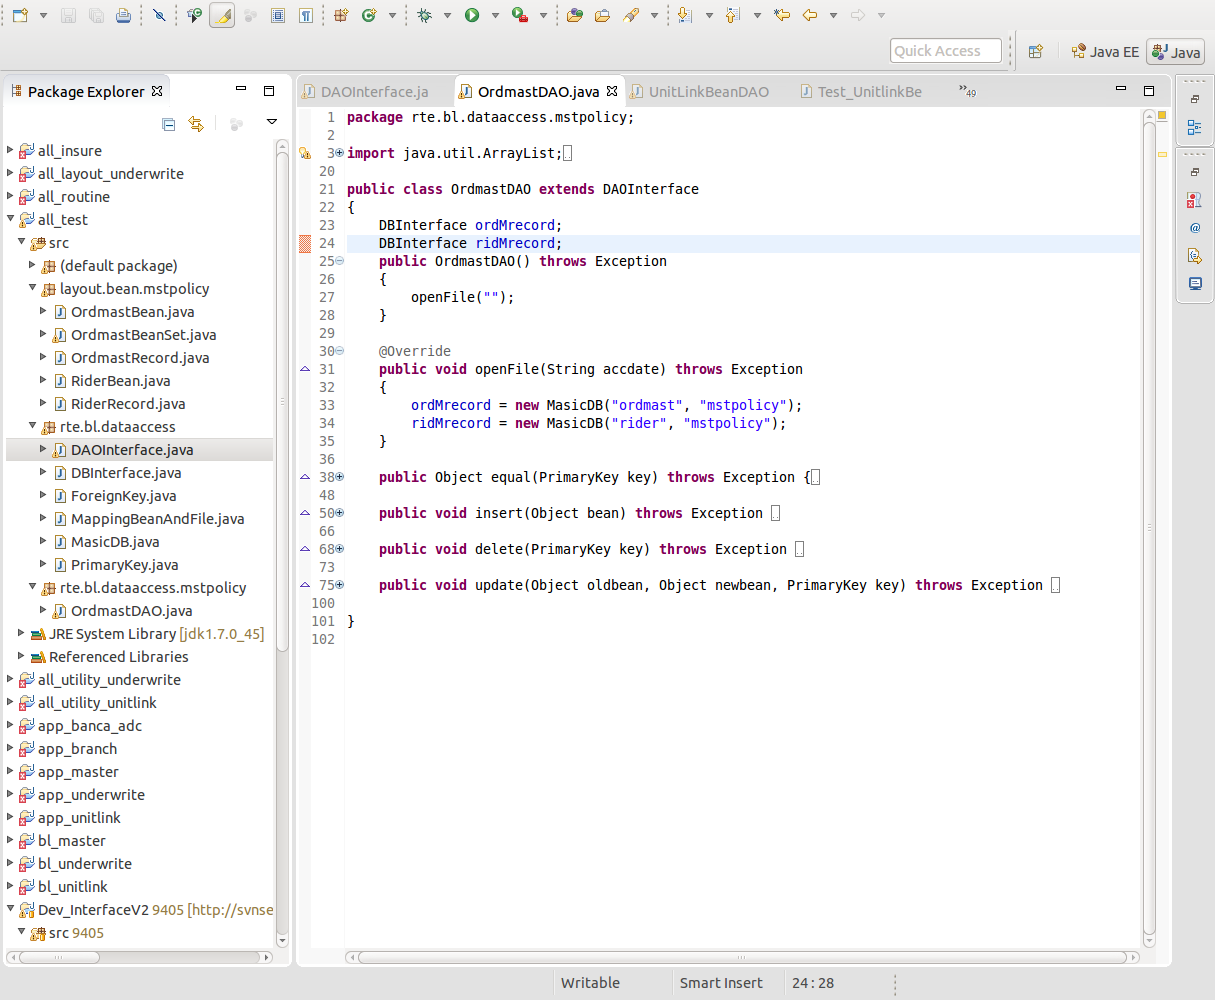 Quick Access
Java EE
Java
Package Explorer
DAOInterface.ja
OrdmastDAO.java
UnitLinkBeanDAO
Test_UnitlinkBe
»49
all_insure
all_layout_underwrite
all_routine
all_test
src
(default package)
layout.bean.mstpolicy
OrdmastBean.java
OrdmastBeanSet.java
OrdmastRecord.java
RiderBean.java
RiderRecord.java
rte.bl.dataaccess
DAOInterface.java
DBInterface.java
ForeignKey.java
MappingBeanAndFile.java
MasicDB.java
PrimaryKey.java
rte.bl.dataaccess.mstpolicy
OrdmastDAO.java
JRE System Library [jdk1.7.0_45]
Referenced Libraries
all_utility_underwrite
all_utility_unitlink
app_banca_adc
app_branch
app_master
app_underwrite
app_unitlink
bl_master
bl_underwrite
bl_unitlink
Dev_InterfaceV2 9405 [http://svnse
src 9405
1 package rte.bl.dataaccess.mstpolicy;
2
3 import java.util.ArrayList;
20
21 public class OrdmastDAO extends DAOInterface
22 {
23 DBInterface ordMrecord;
24 DBInterface ridMrecord;
25 public OrdmastDAO() throws Exception
26 {
27 openFile("");
28 }
29
30 @Override
31 public void openFile(String accdate) throws Exception
32 {
33 ordMrecord = new MasicDB("ordmast", "mstpolicy");
34 ridMrecord = new MasicDB("rider", "mstpolicy");
35 }
36
38 public Object equal(PrimaryKey key) throws Exception {
48
50 public void insert(Object bean) throws Exception
66
68 public void delete(PrimaryKey key) throws Exception
73
75 public void update(Object oldbean, Object newbean, PrimaryKey key) throws Exception
100
101 }
102
Writable
Smart Insert
24 : 28